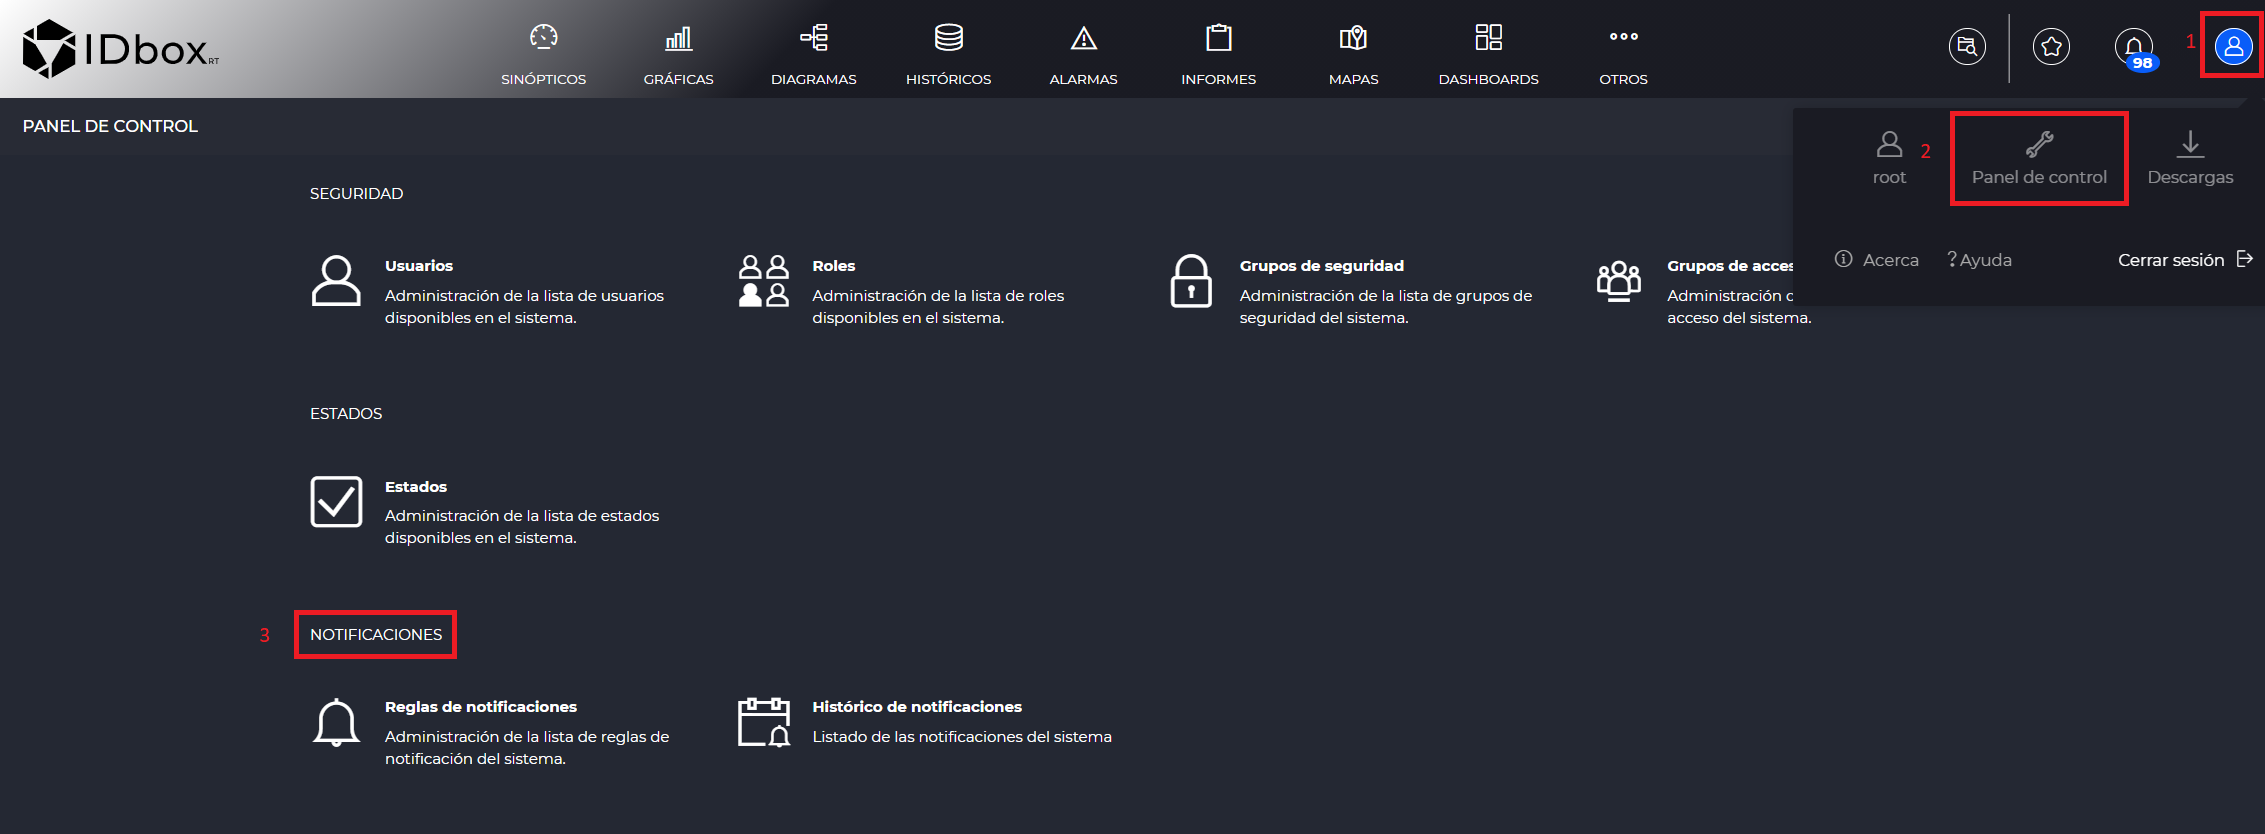 IDbox RT
SINÓPTICOS
GRÁFICAS
DIAGRAMAS
HISTÓRICOS
ALARMAS
INFORMES
MAPAS
DASHBOARDS
OTROS
98
1
PANEL DE CONTROL
root
2
Panel de control
Descargas
Acerca
? Ayuda
Cerrar sesión
SEGURIDAD
Usuarios
Administración de la lista de usuarios
disponibles en el sistema.
Roles
Administración de la lista de roles
disponibles en el sistema.
Grupos de seguridad
Administración de la lista de grupos de
seguridad del sistema.
Grupos de acces
Administración
acceso del sistema.
ESTADOS
Estados
Administración de la lista de estados
disponibles en el sistema.
3
NOTIFICACIONES
Reglas de notificaciones
Administración de la lista de reglas de
notificación del sistema.
Histórico de notificaciones
Listado de las notificaciones del sistema